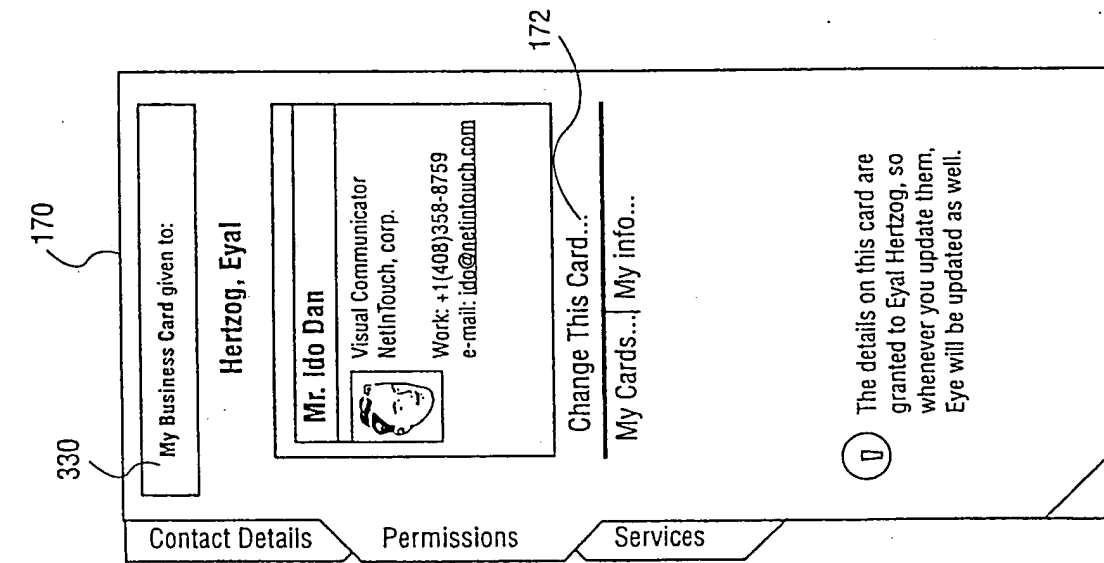 170
330
My Business Card given to:
Hertzog, Eyal
Mr. Ido Dan
Visual Communicator
NetInTouch, corp.
Work: +1(408)358-8759
e-mail: ido@netintouch.com
172
Change This Card...
My Cards...| My info...
The details on this card are
granted to Eyal Hertzog, so
whenever you update them,
Eye will be updated as well.
Contact Details
Permissions
Services